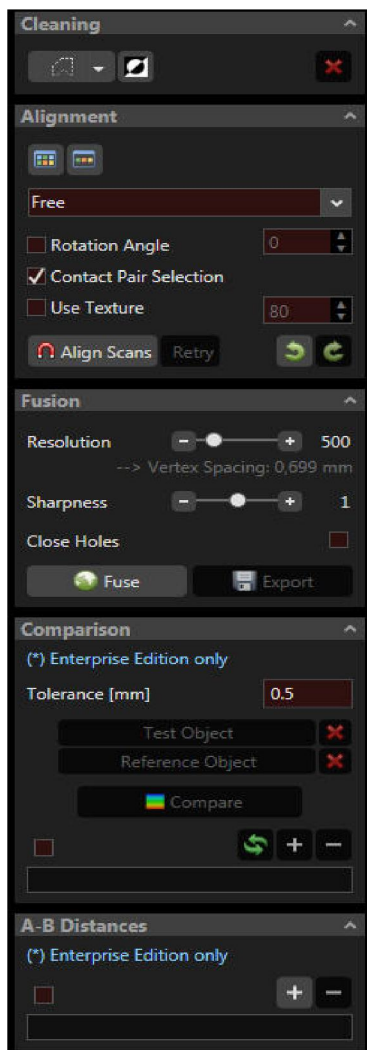 Cleaning
Alignment
Free
Rotation Angle 0
Contact Pair Selection
Use Texture 80
Align Scans Retry
Fusion
Resolution 500
--> Vertex Spacing: 0,699 mm
Sharpness 1
Close Holes
Fuse Export
Comparison
(*) Enterprise Edition only
Tolerance [mm] 0.5
Test Object
Reference Object
Compare
A-B Distances
(*) Enterprise Edition only